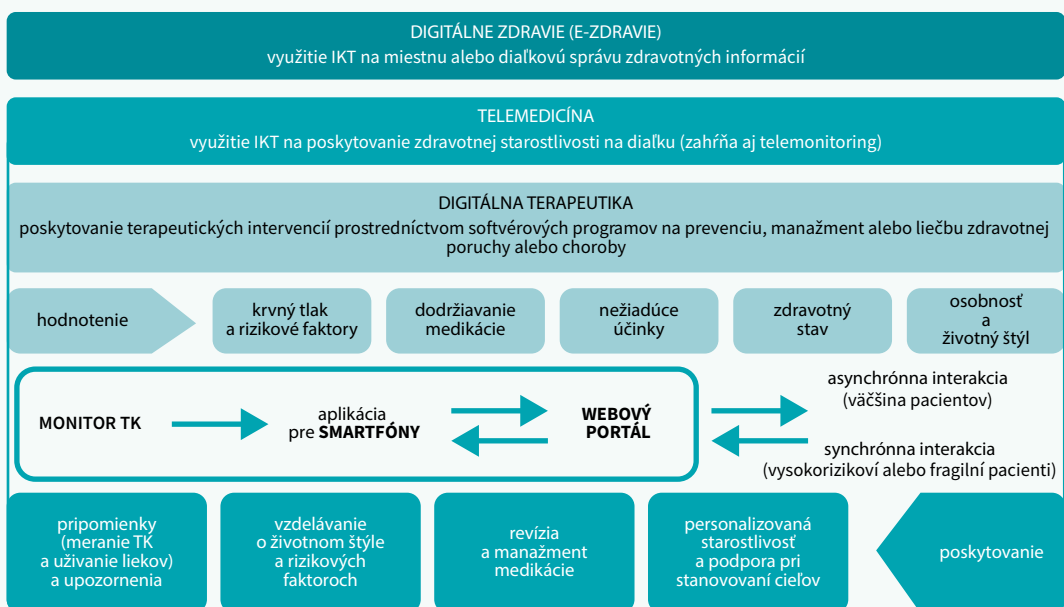 DIGITÁLNE ZDRAVIE (E-ZDRAVIE)
využitie IKT na miestnu alebo diaľkovú správu zdravotných informácií
TELEMEDICÍNA
využitie IKT na poskytovanie zdravotnej starostlivosti na diaľku (zahŕňa aj telemonitoring)
DIGITÁLNA TERAPEUTIKA
poskytovanie terapeutických intervencií prostredníctvom softvérových programov na prevenciu, manažment alebo liečbu zdravotnej
poruchy alebo choroby
hodnotenie
krvný tlak
a rizikové faktory
dodržiavanie
medikácie
nežiadúce
účinky
zdravotný
stav
osobnosť
a
životný štýl
MONITOR TK
aplikácia
pre SMARTFÓNY
WEBOVÝ
PORTÁL
asynchrónna interakcia
(väčšina pacientov)
synchrónna interakcia
(vysokorizikoví alebo fragilní pacienti)
pripomienky
(meranie TK
a užívanie liekov)
a upozornenia
vzdelávanie
o životnom štýle
a rizikových
faktoroch
revízia
a manažment
medikácie
personalizovaná
starostlivosť
a podpora pri
stanovovaní cieľov
poskytovanie